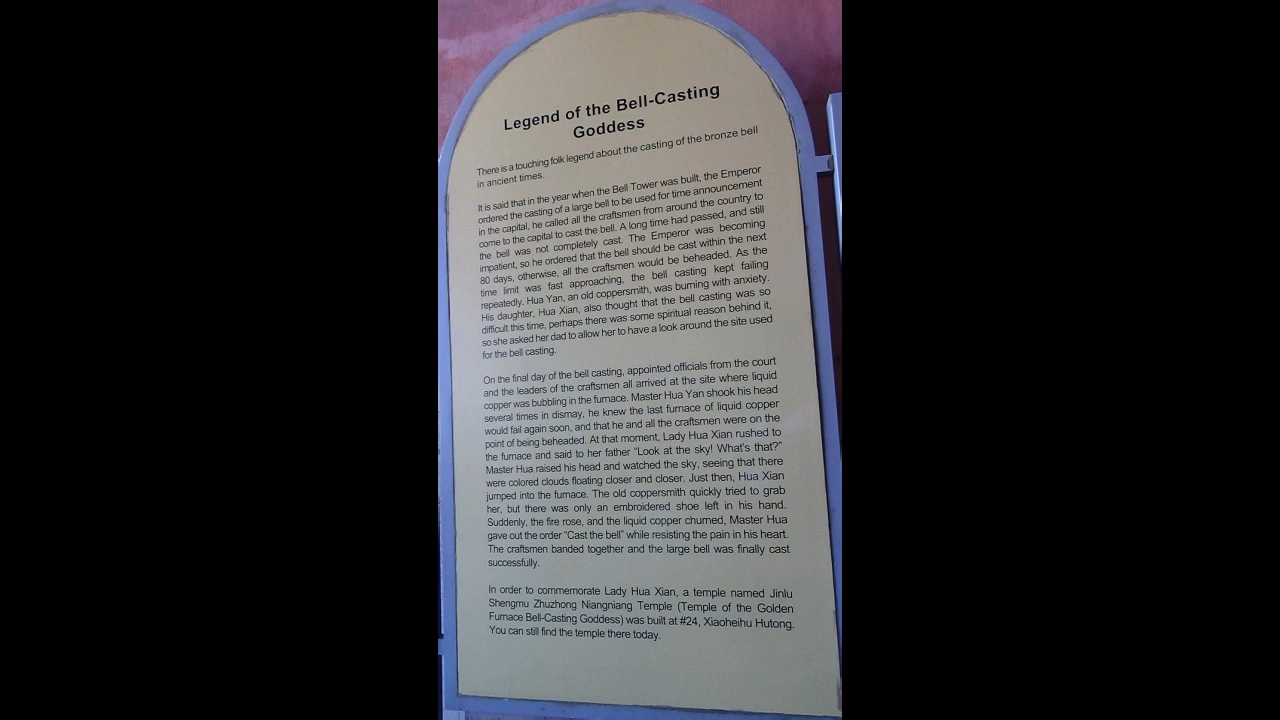 Legend of the Bell-Casting
Goddess
There is a touching folk legend about the casting of the bronze bell
in ancient times.
It is said that in the year when the Bell Tower was built, the Emperor
ordered the casting of a large bell to be used for time announcement
in the capital, he called all the craftsmen from around the country to
come to the capital to cast the bell. A long time had passed, and still
the bell was not completely cast. The Emperor was becoming
impatient, so he ordered that the bell should be cast within the next
80 days, otherwise, all the craftsmen would be beheaded. As the
time limit was fast approaching, the bell casting kept failing
repeatedly. Hua Yan, an old coppersmith, was burning with anxiety.
His daughter, Hua Xian, also thought that the bell casting was so
difficult this time, perhaps there was some spiritual reason behind it,
so she asked her dad to allow her to have a look around the site used
for the bell casting.
On the final day of the bell casting, appointed officials from the court
and the leaders of the craftsmen all arrived at the site where liquid
copper was bubbling in the furnace. Master Hua Yan shook his head
several times in dismay, he knew the last furnace of liquid copper
would fail again soon, and that he and all the craftsmen were on the
point of being beheaded. At that moment, Lady Hua Xian rushed to
the furnace and said to her father “Look at the sky! What's that?”
Master Hua raised his head and watched the sky, seeing that there
were colored clouds floating closer and closer. Just then, Hua Xian
jumped into the furnace. The old coppersmith quickly tried to grab
her, but there was only an embroidered shoe left in his hand.
Suddenly, the fire rose, and the liquid copper churned, Master Hua
gave out the order “Cast the bell” while resisting the pain in his heart.
The craftsmen banded together and the large bell was finally cast
successfully.
In order to commemorate Lady Hua Xian, a temple named Jinlu
Shengmu Zhuzhong Niangniang Temple (Temple of the Golden
Furnace Bell-Casting Goddess) was built at #24, Xiaoheihu Hutong.
You can still find the temple there today.